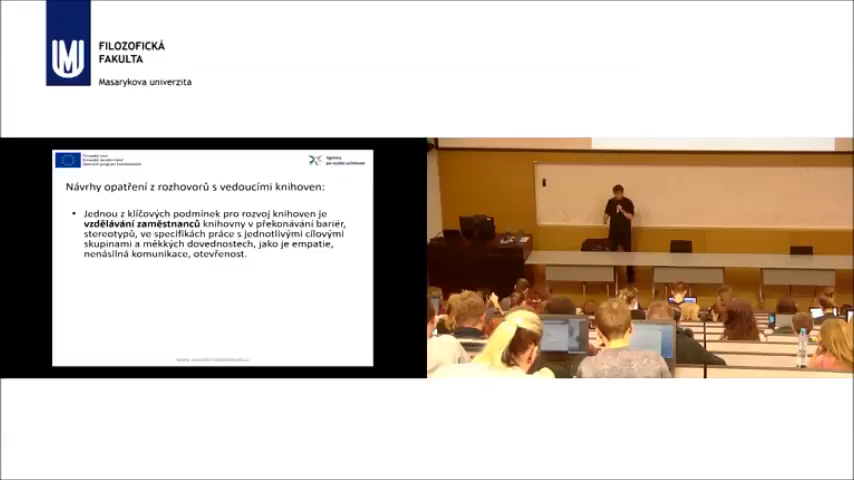 FILOZOFICKÁ
FAKULTA
Masarykova univerzita
Návrhy opatření z rozhovorů s vedoucími knihoven:
• Jednou z klíčových podmínek pro rozvoj knihoven je
vzdělávání zaměstnanců knihovny v překonávání bariér,
stereotypů, ve specifikách práce s jednotlivými cílovými
skupinami a měkkých dovedností, jako je empatie,
nenásilná komunikace, otevřenost.